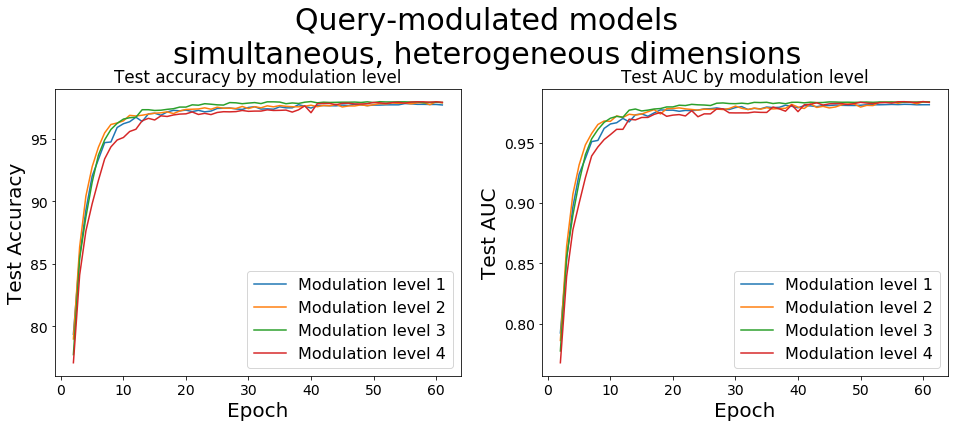 Query-modulated models
simultaneous, heterogeneous dimensions
Test accuracy by modulation level
Test Accuracy
95
90
85
80
0 10 20 30 40 50 60
Epoch
Modulation level 1
Modulation level 2
Modulation level 3
Modulation level 4
Test AUC by modulation level
Test AUC
0.95
0.90
0.85
0.80
0 10 20 30 40 50 60
Epoch
Modulation level 1
Modulation level 2
Modulation level 3
Modulation level 4